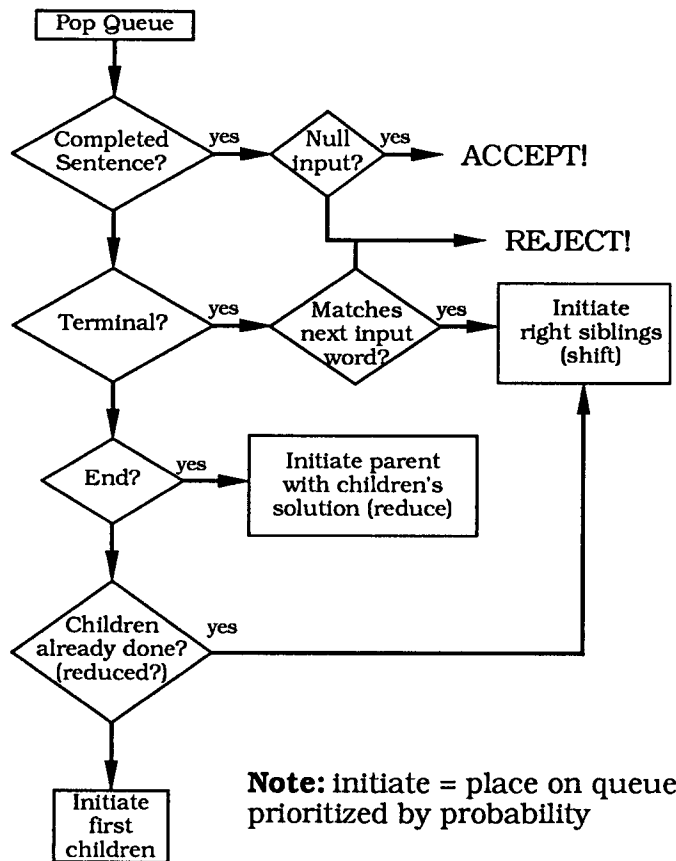 Pop Queue
Completed
Sentence?
yes
Null
input?
yes
ACCEPT!
REJECT!
Terminal?
yes
Matches
next input
word?
yes
Initiate
right siblings
(shift)
End?
yes
Initiate parent
with children's
solution (reduce)
Children
already done?
(reduced?)
yes
Initiate
first
children
Note: initiate = place on queue
prioritized by probability